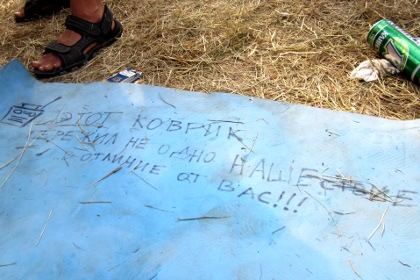 ЭТОТ КОВРИК
ПЕРЕЖИЛ НЕ ОДНО НАШЕСТВИЕ
В ОТЛИЧИЕ ОТ ВАС!!!